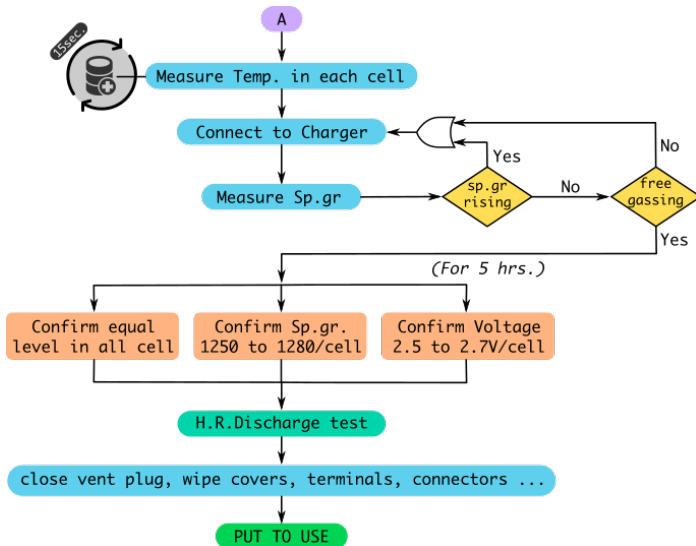 A
15sec.
Measure Temp. in each cell
Connect to Charger
Yes
No
Measure Sp.gr
sp.gr
rising
No
free
gassing
Yes
(For 5 hrs.)
Confirm equal
level in all cell
Confirm Sp.gr.
1250 to 1280/cell
Confirm Voltage
2.5 to 2.7V/cell
H.R.Discharge test
close vent plug, wipe covers, terminals, connectors ...
PUT TO USE